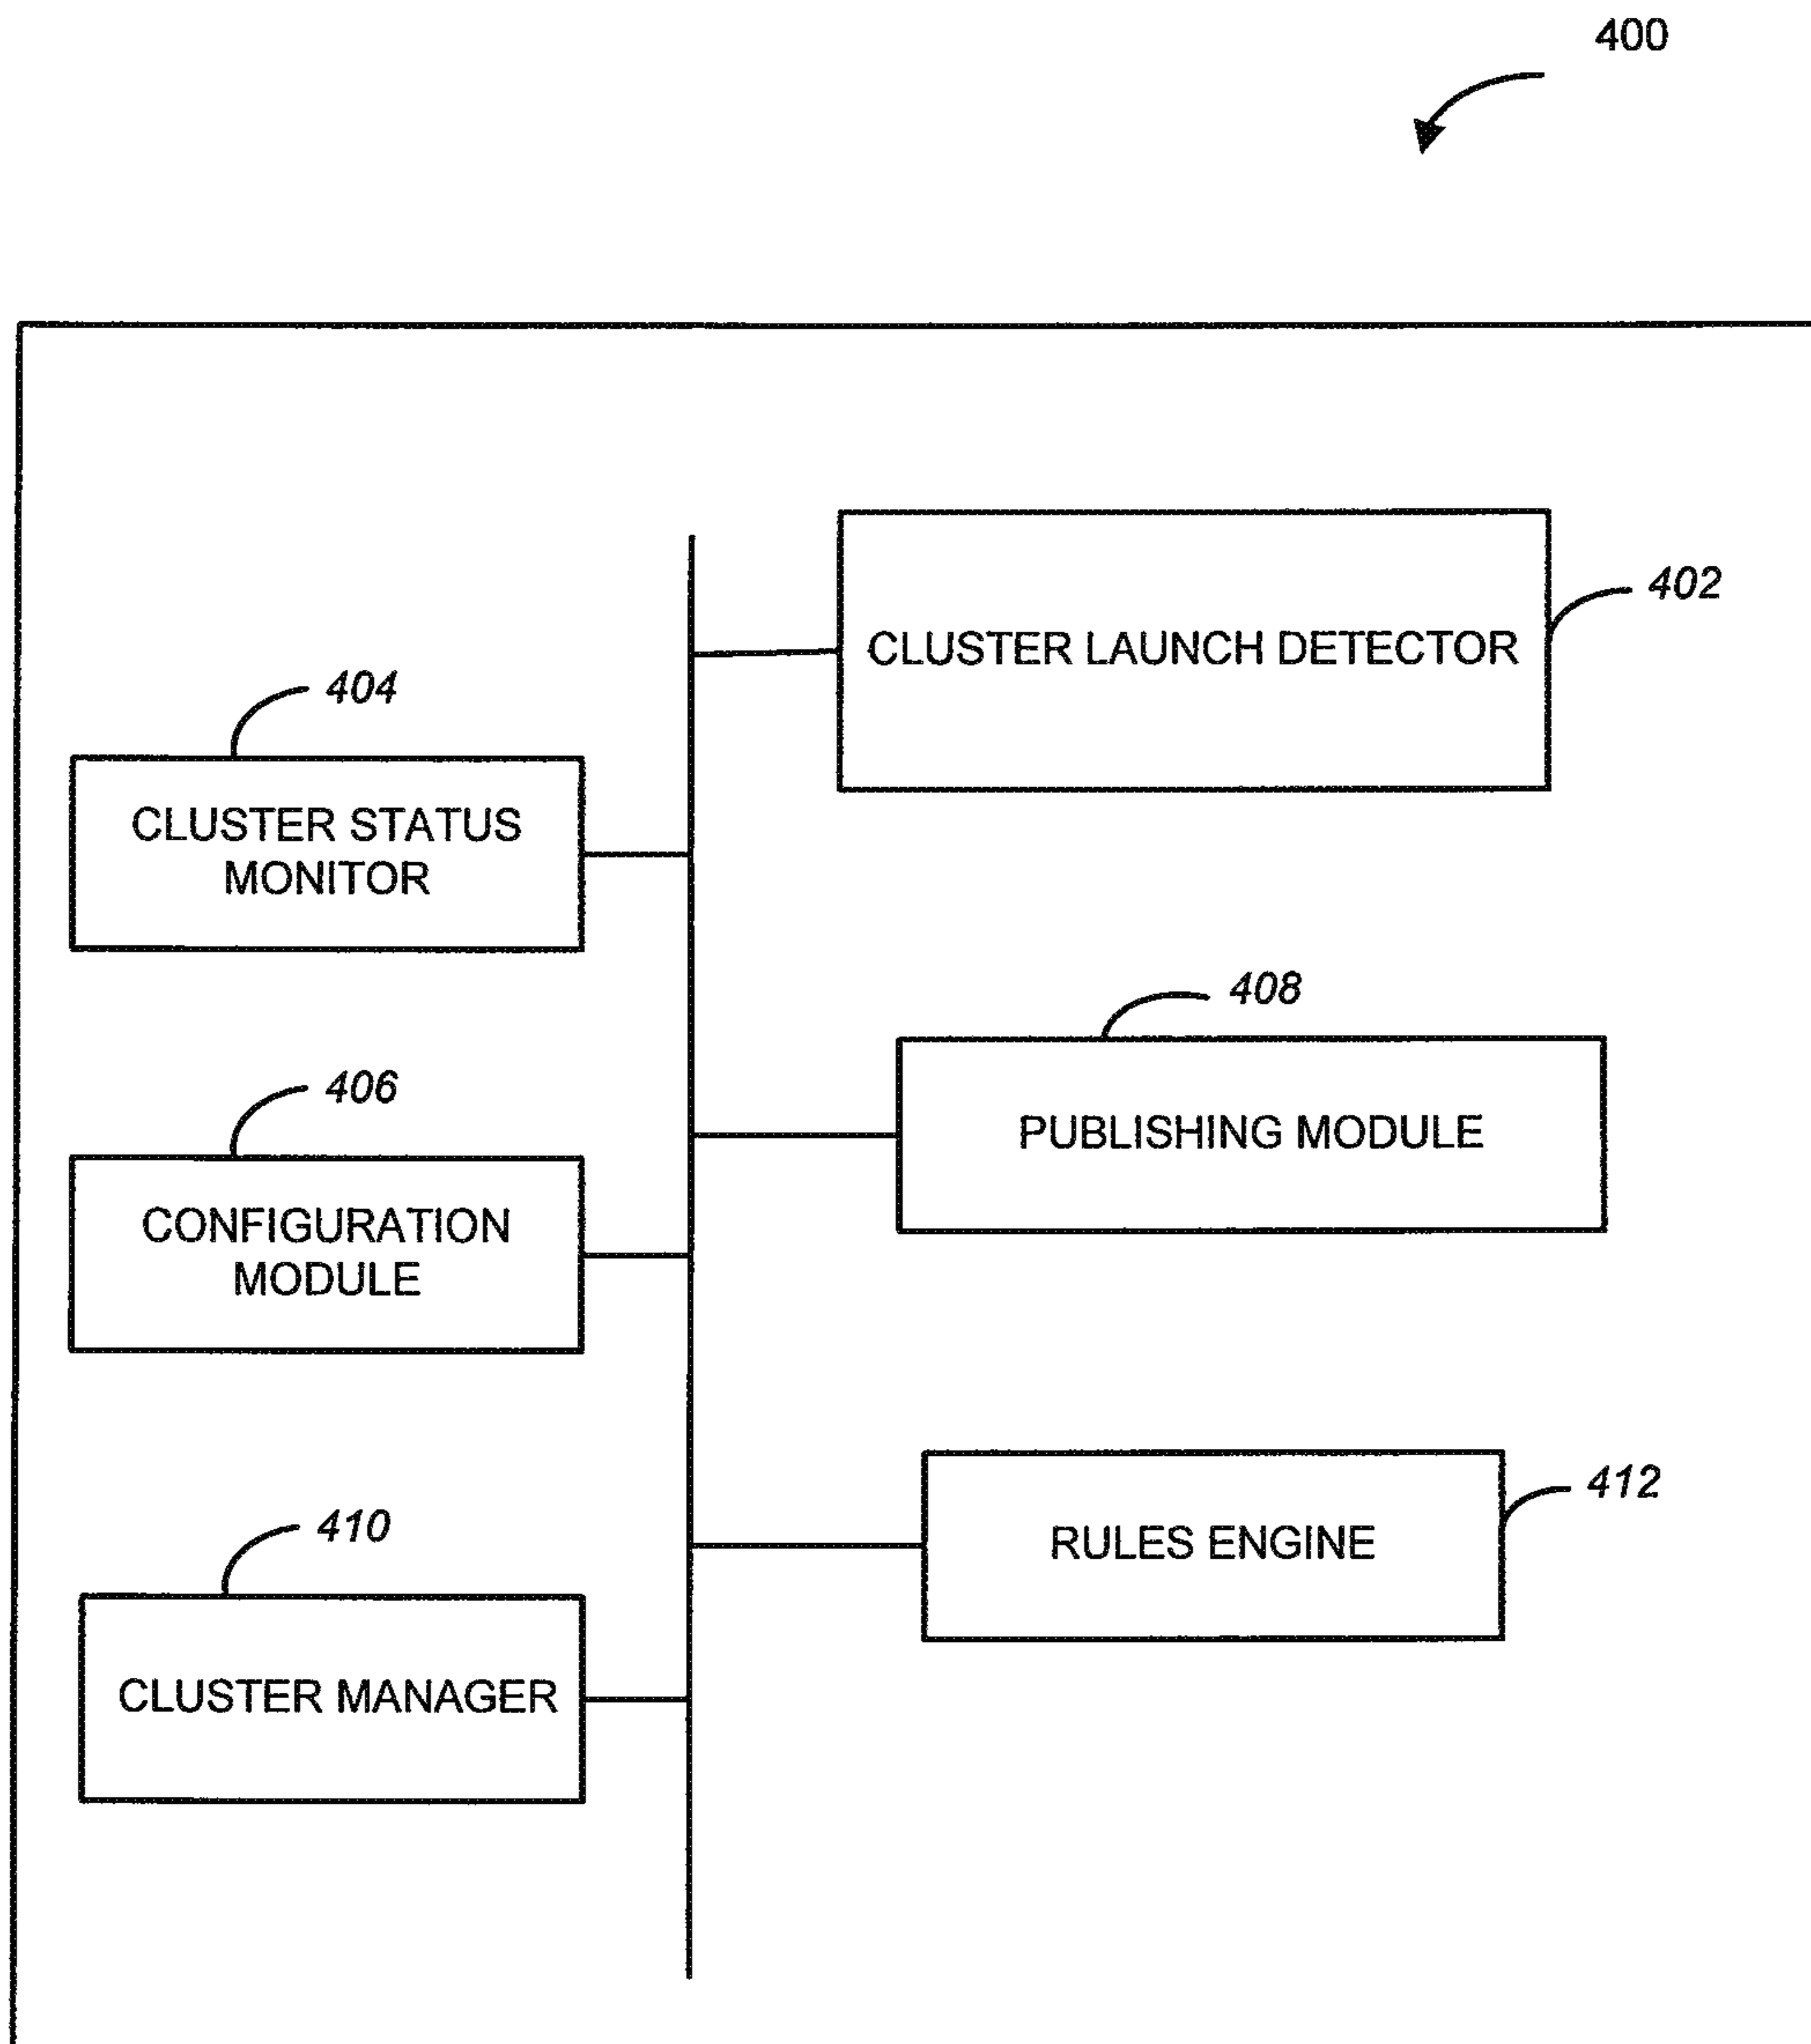 400
CLUSTER LAUNCH DETECTOR
402
404
CLUSTER STATUS
MONITOR
408
PUBLISHING MODULE
406
CONFIGURATION
MODULE
412
RULES ENGINE
410
CLUSTER MANAGER